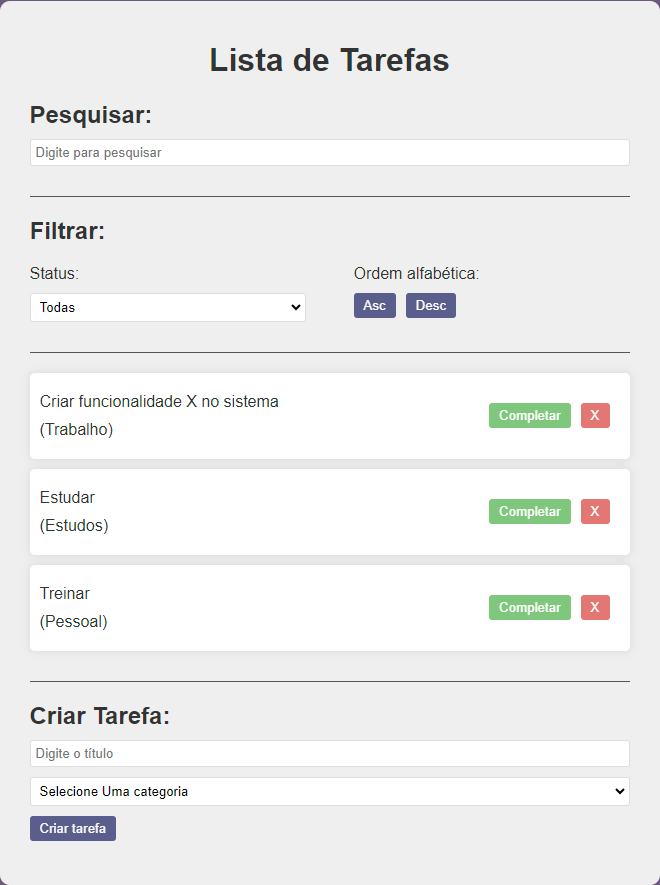 Lista de Tarefas
Pesquisar:
Digite para pesquisar
Filtrar:
Status:
Ordem alfabética:
Todas
Asc Desc
Criar funcionalidade X no sistema
(Trabalho)
Completar X
Estudar
(Estudos)
Completar X
Treinar
(Pessoal)
Completar X
Criar Tarefa:
Digite o título
Selecione Uma categoria
Criar tarefa